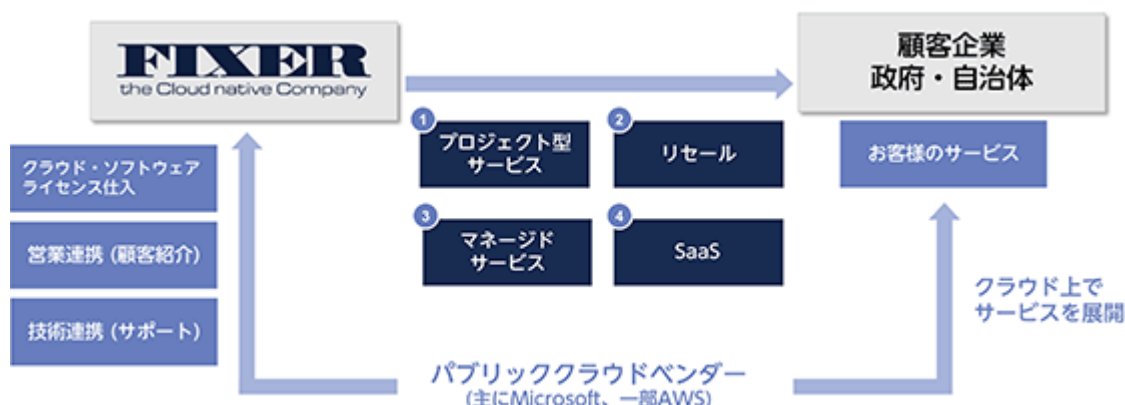 FIXER
the Cloud native Company
顧客企業
政府・自治体
1
プロジェクト型
サービス
2
リセール
3
マネージド
サービス
4
SaaS
お客様のサービス
クラウド・ソフトウェア
ライセンス仕入
営業連携 (顧客紹介)
技術連携 (サポート)
クラウド上で
サービスを展開
パブリッククラウドベンダー
(主にMicrosoft、一部AWS)